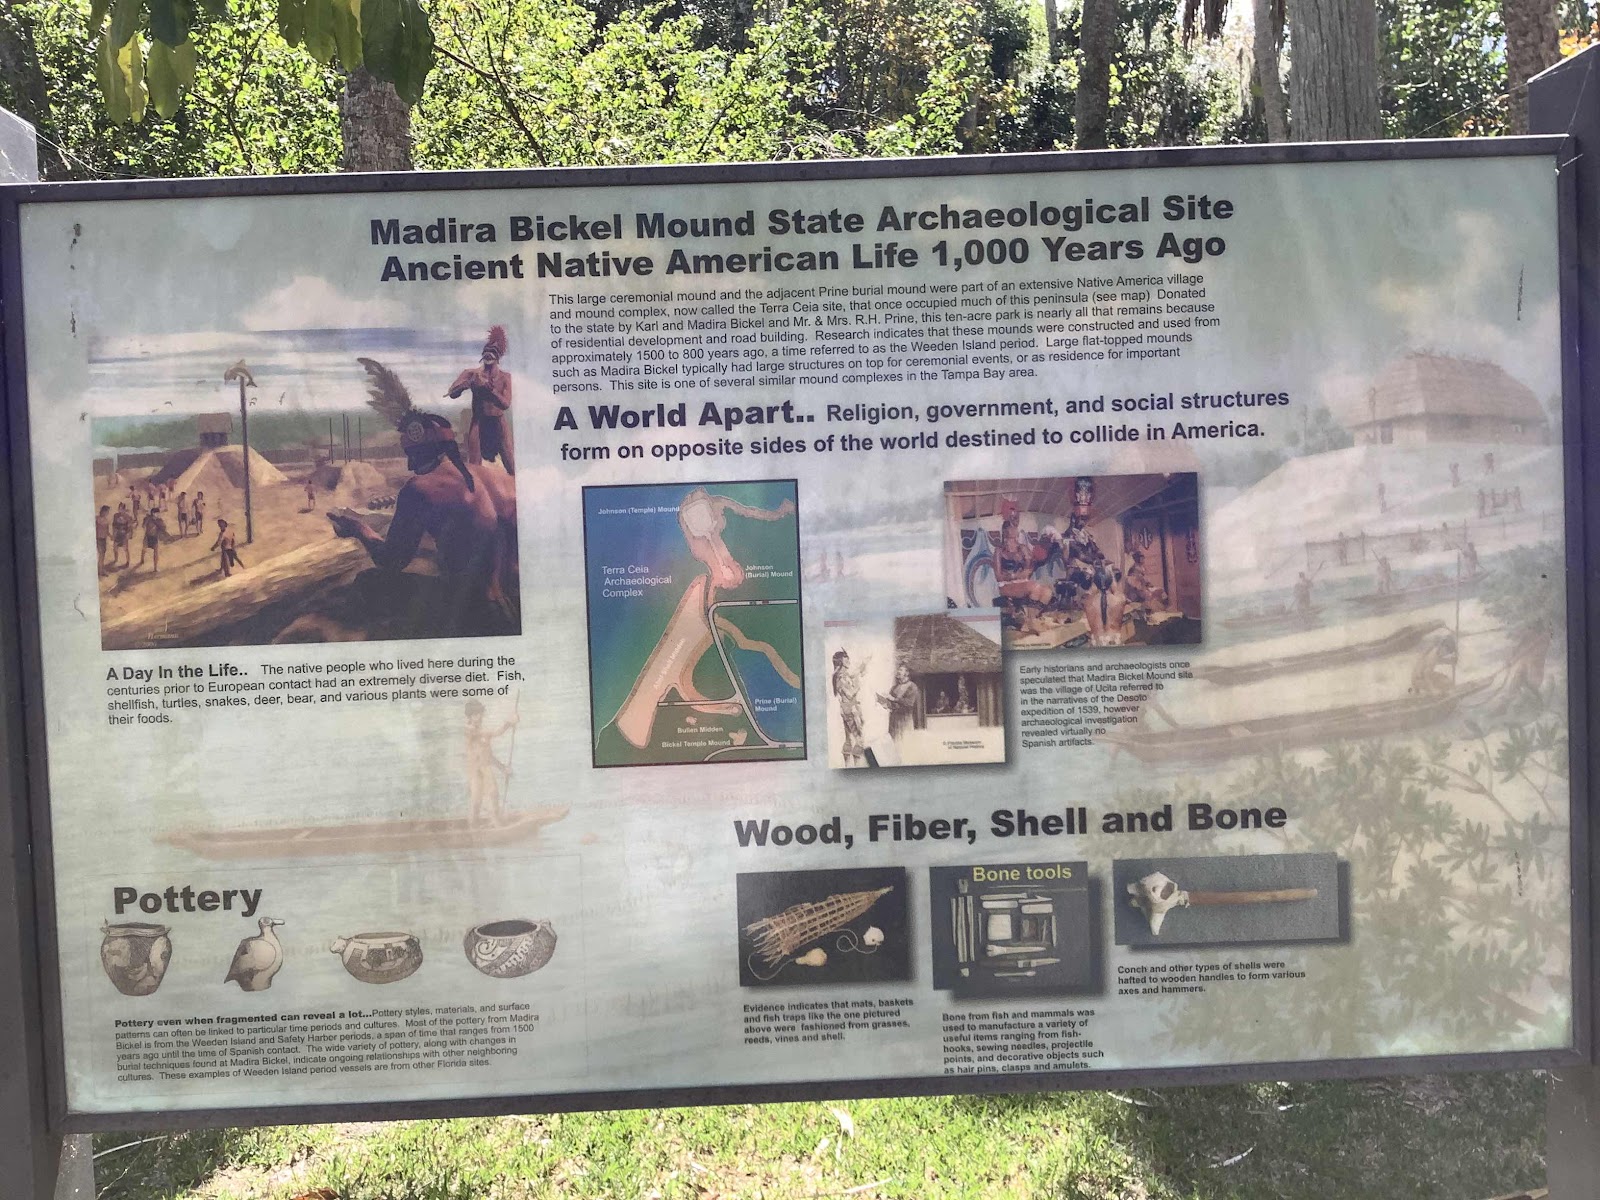 Madira Bickel Mound State Archaeological Site
Ancient Native American Life 1,000 Years Ago
This large ceremonial mound and the adjacent Prine burial mound were part of an extensive Native America village
and mound complex, now called the Terra Ceia site, that once occupied much of this peninsula (see map) Donated
to the state by Karl and Madira Bickel and Mr. & Mrs. R.H. Prine, this ten-acre park is nearly all that remains because
of residential development and road building. Research indicates that these mounds were constructed and used from
approximately 1500 to 800 years ago, a time referred to as the Weeden Island period. Large flat-topped mounds
such as Madira Bickel typically had large structures on top for ceremonial events, or as residence for important
persons. This site is one of several similar mound complexes in the Tampa Bay area.
A World Apart.. Religion, government, and social structures
form on opposite sides of the world destined to collide in America.
A Day In the Life.. The native people who lived here during the
centuries prior to European contact had an extremely diverse diet. Fish,
shellfish, turtles, snakes, deer, bear, and various plants were some of
their foods.
Johnson (Temple) Mound
Terra Ceia
Archaeological
Complex
Johnson
(Burial) Mound
Prine (Burial)
Mound
Bullen Midden
Bickel Temple Mound
Early historians and archaeologists once
speculated that Madira Bickel Mound site
was the village of Ucita referred to
in the narratives of the Desoto
expedition of 1539, however
archaeological investigation
revealed virtually no
Spanish artifacts.
© Florida Museum
of Natural History
Wood, Fiber, Shell and Bone
Bone tools
Evidence indicates that mats, baskets
and fish traps like the one pictured
above were fashioned from grasses,
reeds, vines and shell.
Bone from fish and mammals was
used to manufacture a variety of
useful items ranging from fish-
hooks, sewing needles, projectile
points, and decorative objects such
as hair pins, clasps and amulets.
Conch and other types of shells were
hafted to wooden handles to form various
axes and hammers.
Pottery
Pottery even when fragmented can reveal a lot...Pottery styles, materials, and surface
patterns can often be linked to particular time periods and cultures. Most of the pottery from Madira
Bickel is from the Weeden Island and Safety Harbor periods, a span of time that ranges from 1500
years ago until the time of Spanish contact. The wide variety of pottery, along with changes in
burial techniques found at Madira Bickel, indicate ongoing relationships with other neighboring
cultures. These examples of Weeden Island period vessels are from other Florida sites.